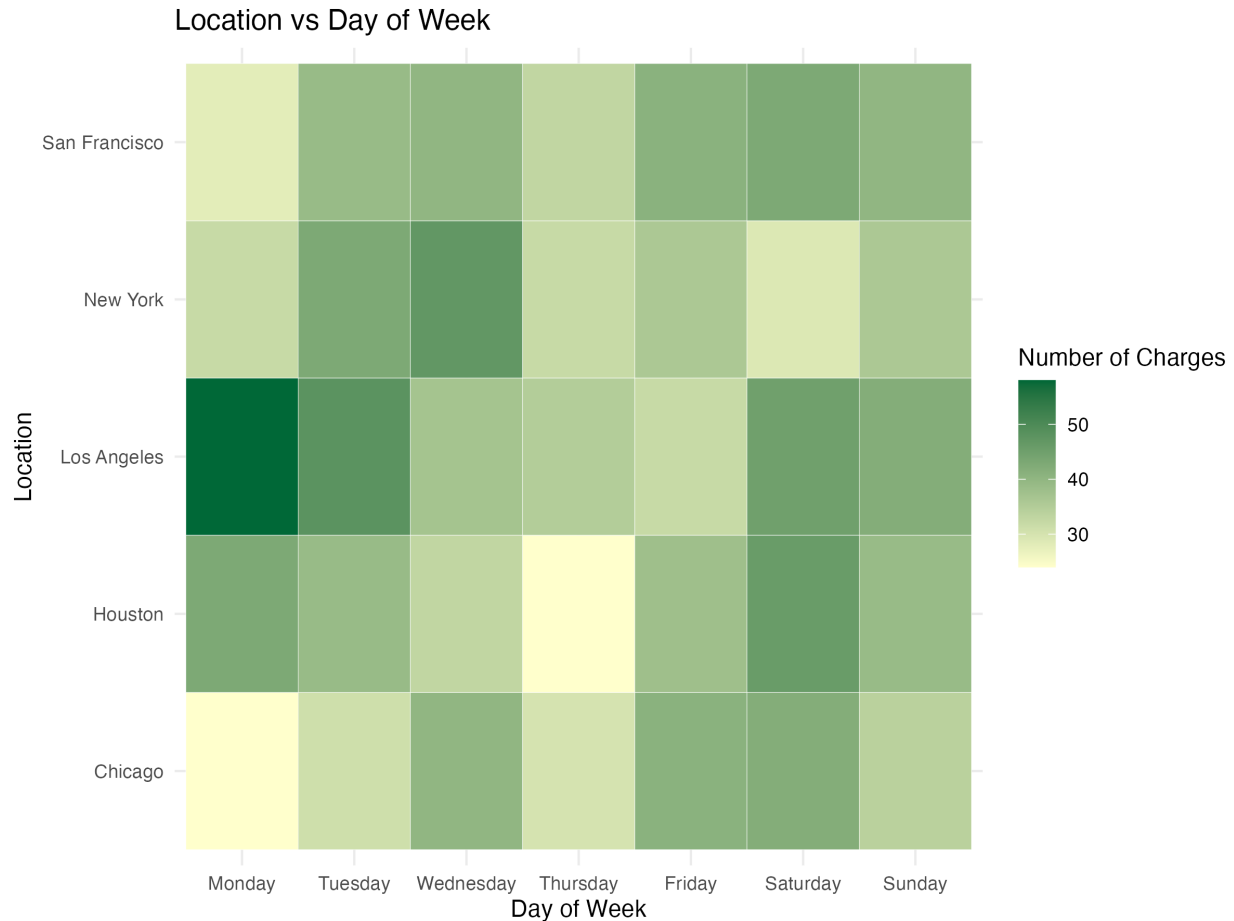 Location vs Day of Week
San Francisco
New York
Los Angeles
Houston
Chicago
Location
Monday Tuesday Wednesday Thursday Friday Saturday Sunday
Day of Week
Number of Charges
50
40
30